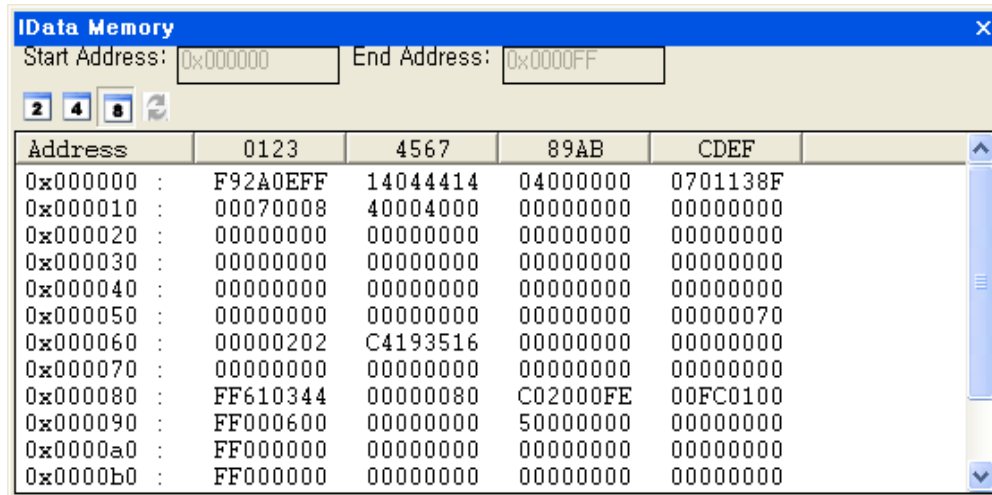 IData Memory
Start Address: 0x000000 End Address: 0x0000FF
2 4 8
Address 0123 4567 89AB CDEF
0x000000 : F92A0EFF 14044414 04000000 0701138F
0x000010 : 00070008 40004000 00000000 00000000
0x000020 : 00000000 00000000 00000000 00000000
0x000030 : 00000000 00000000 00000000 00000000
0x000040 : 00000000 00000000 00000000 00000000
0x000050 : 00000000 00000000 00000000 00000070
0x000060 : 00000202 C4193516 00000000 00000000
0x000070 : 00000000 00000000 00000000 00000000
0x000080 : FF610344 00000080 C02000FE 00FC0100
0x000090 : FF000600 00000000 50000000 00000000
0x0000a0 : FF000000 00000000 00000000 00000000
0x0000b0 : FF000000 00000000 00000000 00000000